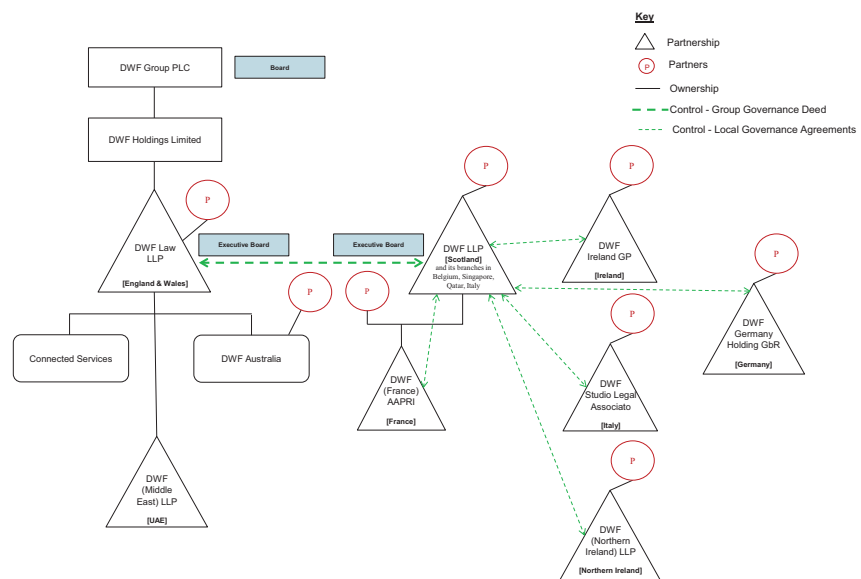 Key
Partnership
P
Partners
Ownership
Control - Group Governance Deed
Control - Local Governance Agreements
DWF Group PLC
Board
DWF Holdings Limited
P
DWF Law
LLP
[England & Wales]
Executive Board
Executive Board
P
DWF LLP
[Scotland]
and its branches in
Belgium, Singapore,
Qatar, Italy
P
DWF
Ireland GP
[Ireland]
P
DWF
Germany
Holding GbR
[Germany]
Connected Services
P
DWF Australia
P
DWF
(France)
AAPRI
[France]
P
DWF
Studio Legal
Associato
[Italy]
DWF
(Middle
East) LLP
[UAE]
P
DWF
(Northern
Ireland) LLP
[Northern Ireland]